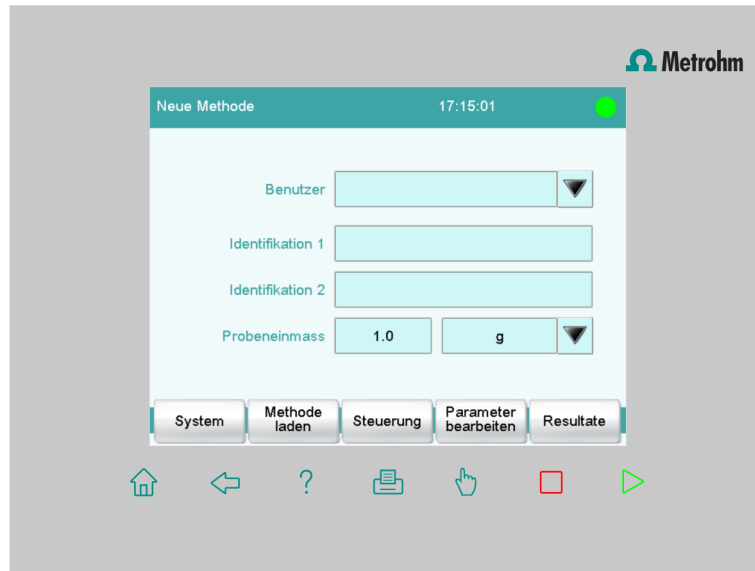 Metrohm
Neue Methode 17:15:01
Benutzer
Identifikation 1
Identifikation 2
Probeneinmass 1.0 g
System Methode laden Steuerung Parameter bearbeiten Resultate
?